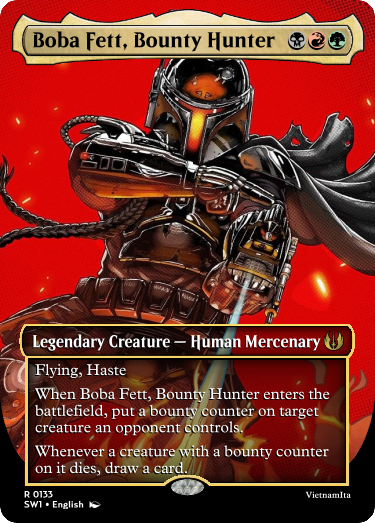 Boba Fett, Bounty Hunter
Legendary Creature — Human Mercenary
Flying, Haste
When Boba Fett, Bounty Hunter enters the
battlefield, put a bounty counter on target
creature an opponent controls.
Whenever a creature with a bounty counter
on it dies, draw a card.
R 0133
SW1 • English
VietnamIta